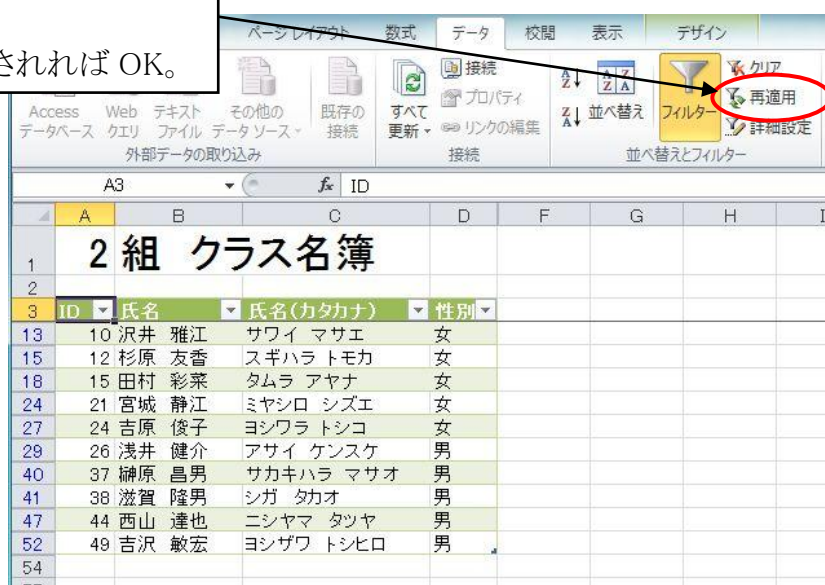 されれば OK。
ページレイアウト 数式 データ 校閲 表示 デザイン
Access データベース
Web クエリ
テキスト ファイル
その他の データ ソース
既存の 接続
外部データの取り込み
すべて 更新
接続
プロパティ
リンクの編集
接続
並べ替え
フィルター
クリア
再適用
詳細設定
並べ替えとフィルター
A3 fx ID
A B C D F G H I
1 2 組 クラス名簿
2
3 ID 氏名 氏名(カタカナ) 性別
13 10 沢井 雅江 サワイ マサエ 女
15 12 杉原 友香 スギハラ トモカ 女
18 15 田村 彩菜 タムラ アヤナ 女
24 21 宮城 静江 ミヤシロ シズエ 女
27 24 吉原 俊子 ヨシワラ トシコ 女
29 26 浅井 健介 アサイ ケンスケ 男
40 37 榊原 昌男 サカキハラ マサオ 男
41 38 滋賀 隆男 シガ タカオ 男
47 44 西山 達也 ニシヤマ タツヤ 男
52 49 吉沢 敏宏 ヨシザワ トシヒロ 男
54